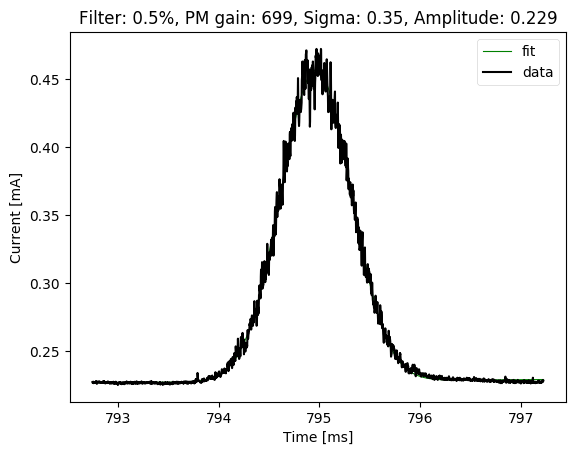 Filter: 0.5%, PM gain: 699, Sigma: 0.35, Amplitude: 0.229
fit
data
0.45
0.40
0.35
0.30
0.25
Current [mA]
793 794 795 796 797
Time [ms]